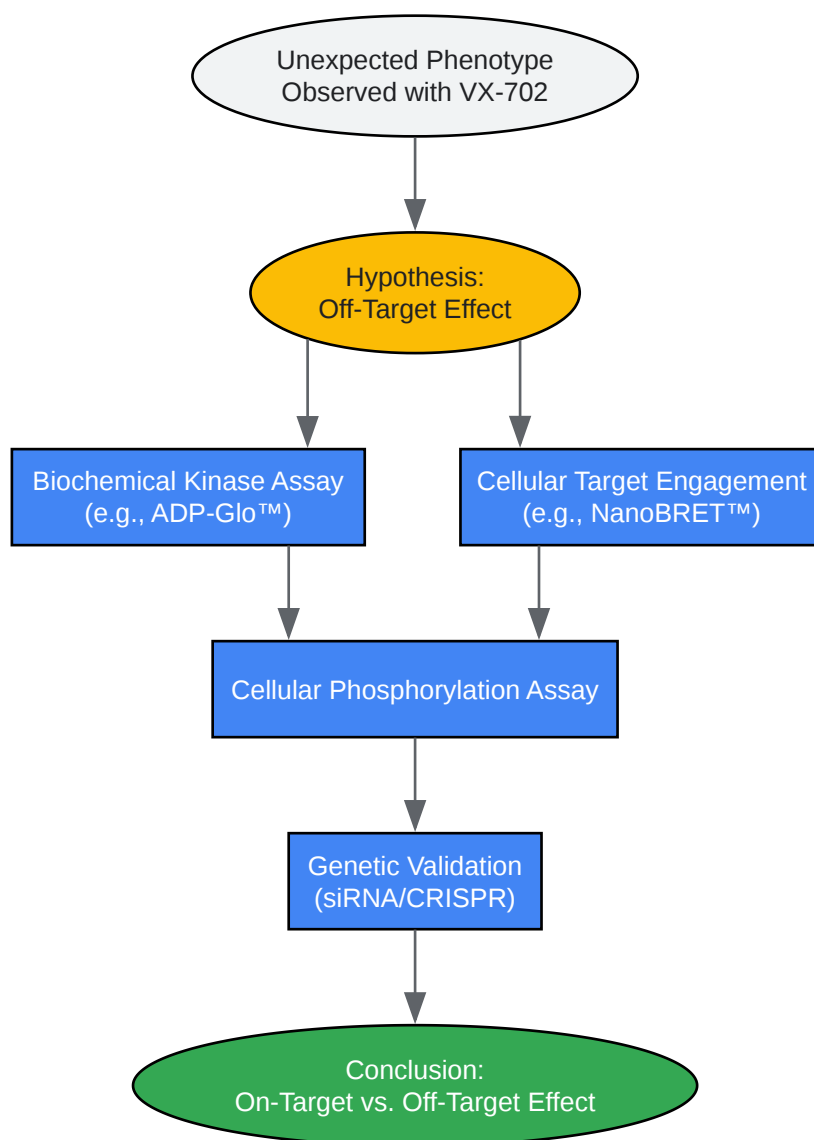 Unexpected Phenotype
Observed with VX-702
Hypothesis:
Off-Target Effect
Biochemical Kinase Assay
(e.g., ADP-Glo™)
Cellular Target Engagement
(e.g., NanoBRET™)
Cellular Phosphorylation Assay
Genetic Validation
(siRNA/CRISPR)
Conclusion:
On-Target vs. Off-Target Effect